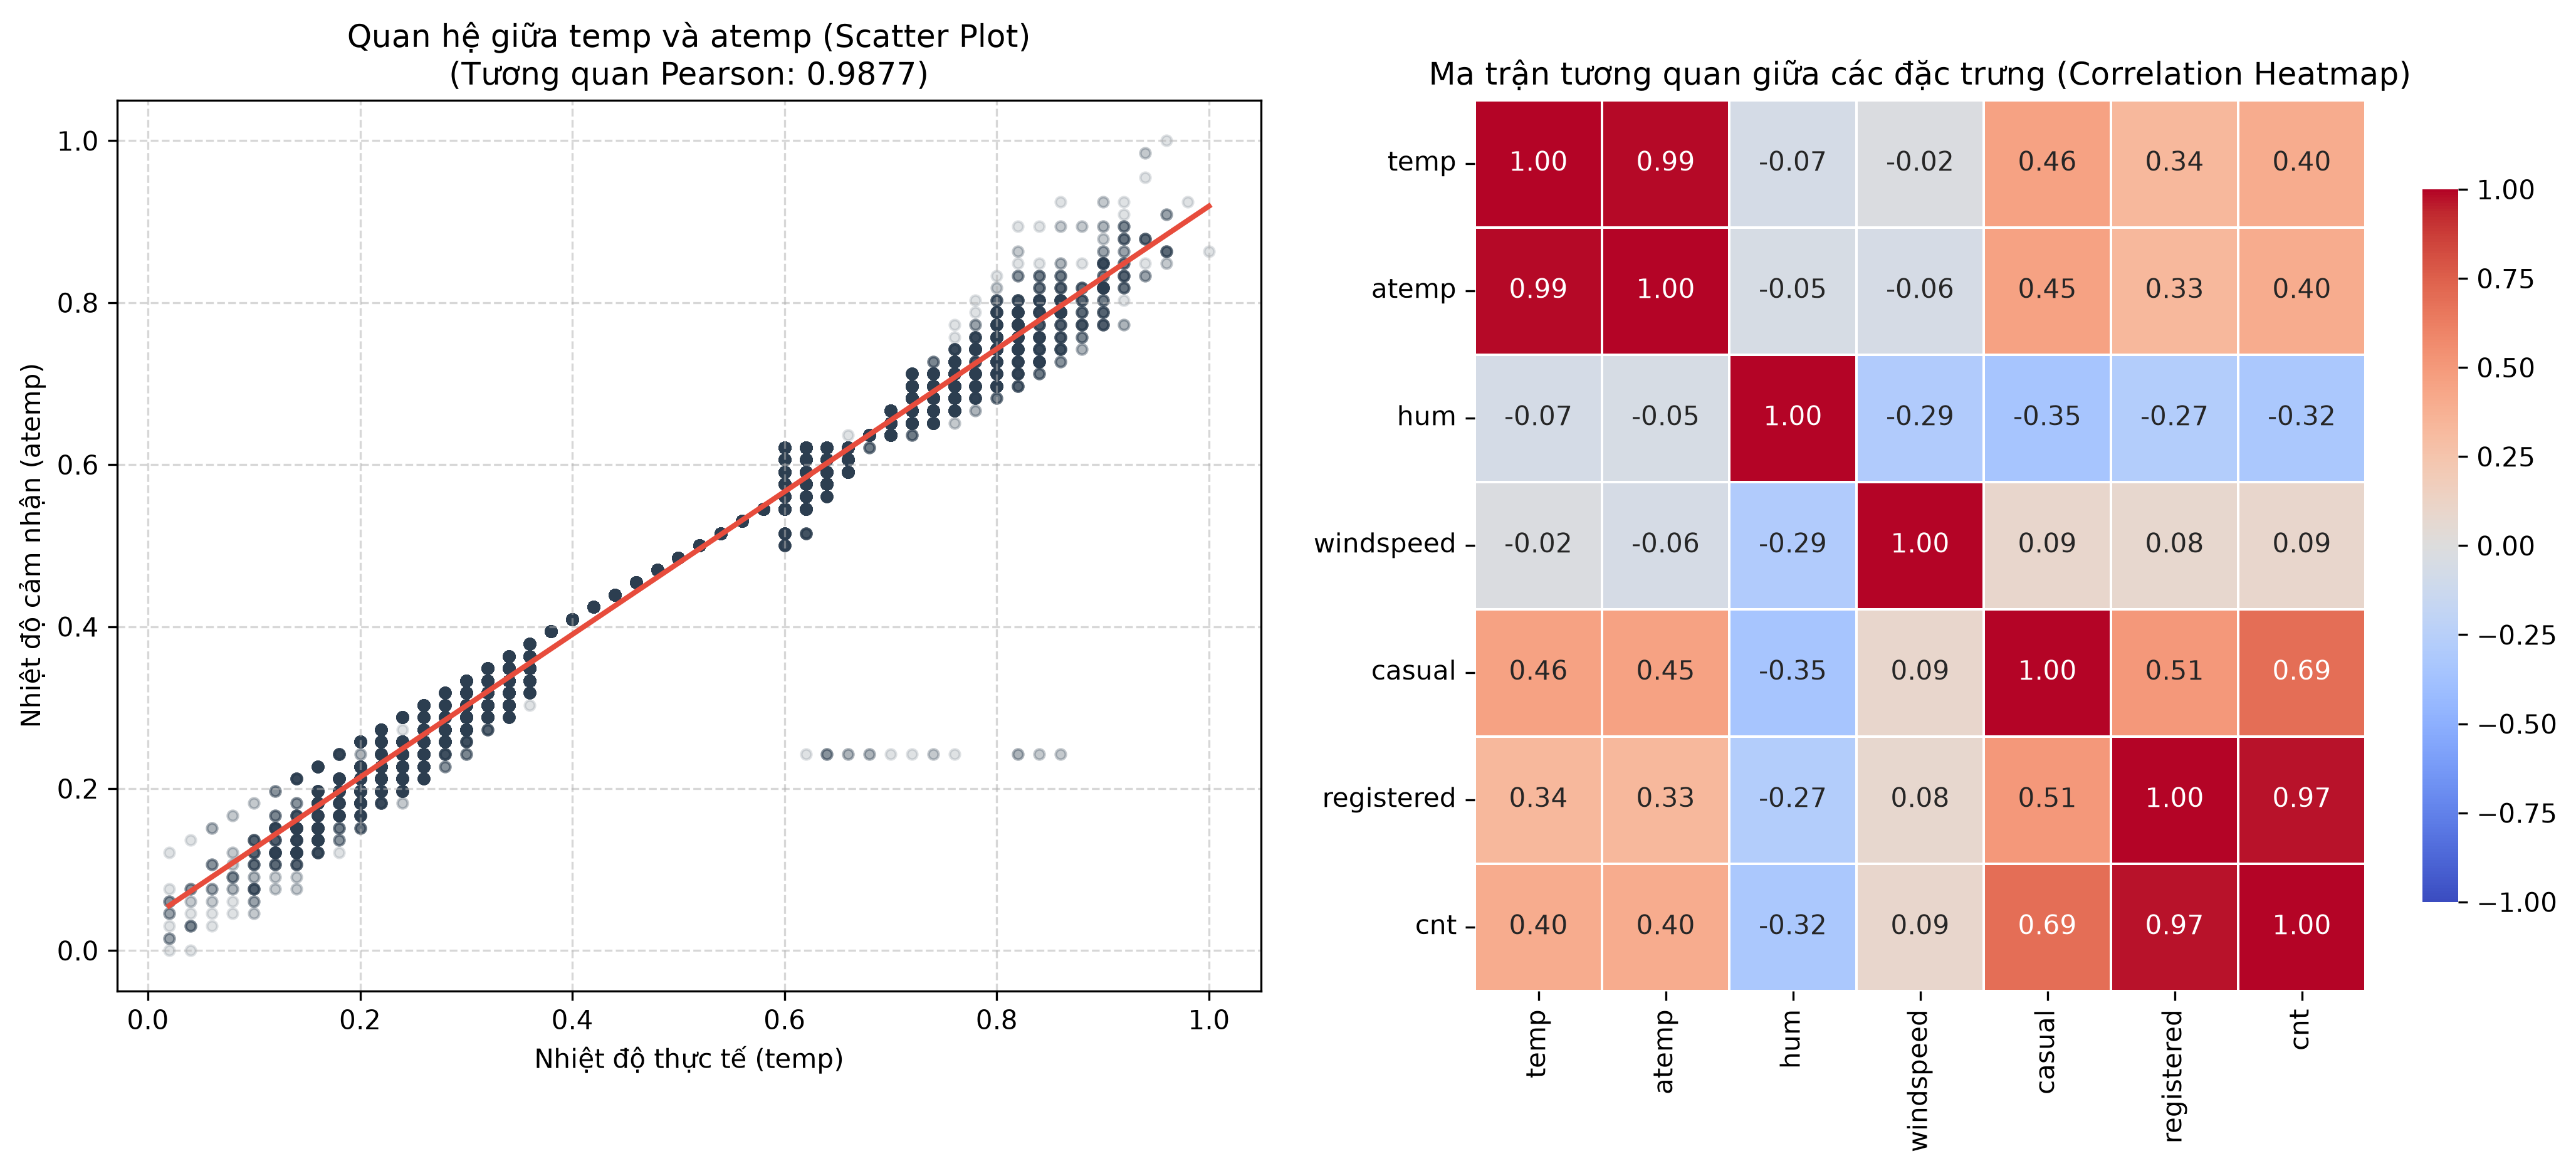 Quan hệ giữa temp và atemp (Scatter Plot)
(Tương quan Pearson: 0.9877)
Nhiệt độ cảm nhận (atemp)
1.0
0.8
0.6
0.4
0.2
0.0
0.0 0.2 0.4 0.6 0.8 1.0
Nhiệt độ thực tế (temp)
Ma trận tương quan giữa các đặc trưng (Correlation Heatmap)
temp 1.00 0.99 -0.07 -0.02 0.46 0.34 0.40
atemp 0.99 1.00 -0.05 -0.06 0.45 0.33 0.40
hum -0.07 -0.05 1.00 -0.29 -0.35 -0.27 -0.32
windspeed -0.02 -0.06 -0.29 1.00 0.09 0.08 0.09
casual 0.46 0.45 -0.35 0.09 1.00 0.51 0.69
registered 0.34 0.33 -0.27 0.08 0.51 1.00 0.97
cnt 0.40 0.40 -0.32 0.09 0.69 0.97 1.00
temp atemp hum windspeed casual registered cnt
1.00
0.75
0.50
0.25
0.00
−0.25
−0.50
−0.75
−1.00